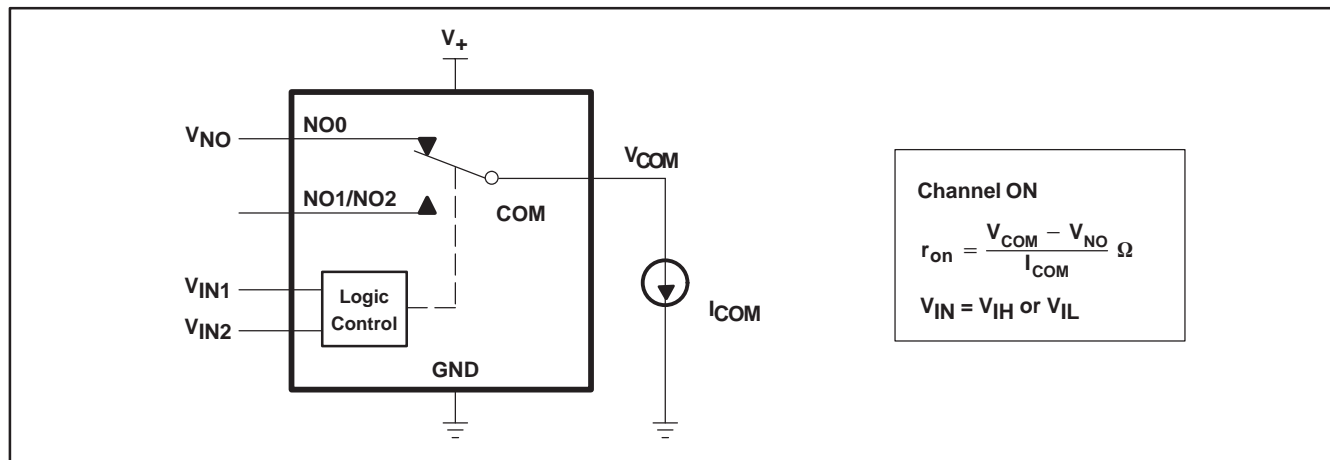 V+
VNO
NO0
VCOM
NO1/NO2
COM
VIN1
VIN2
Logic
Control
ICOM
GND
Channel ON
ron = VCOM − VNO / ICOM Ω
VIN = VIH or VIL